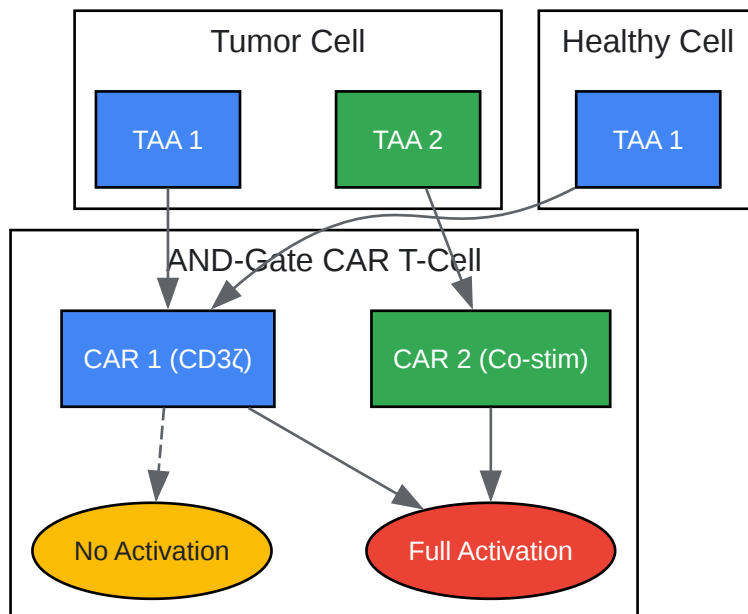 Tumor Cell
Healthy Cell
TAA 1
TAA 2
TAA 1
AND-Gate CAR T-Cell
CAR 1 (CD3ζ)
CAR 2 (Co-stim)
No Activation
Full Activation